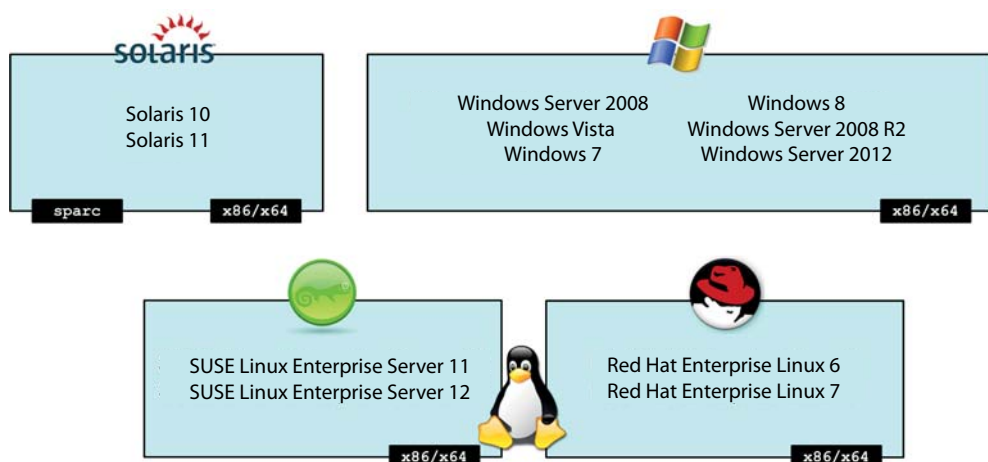 solaris
Solaris 10
Solaris 11
sparc
x86/x64
Windows Server 2008
Windows Vista
Windows 7
Windows 8
Windows Server 2008 R2
Windows Server 2012
x86/x64
SUSE Linux Enterprise Server 11
SUSE Linux Enterprise Server 12
x86/x64
Red Hat Enterprise Linux 6
Red Hat Enterprise Linux 7
x86/x64